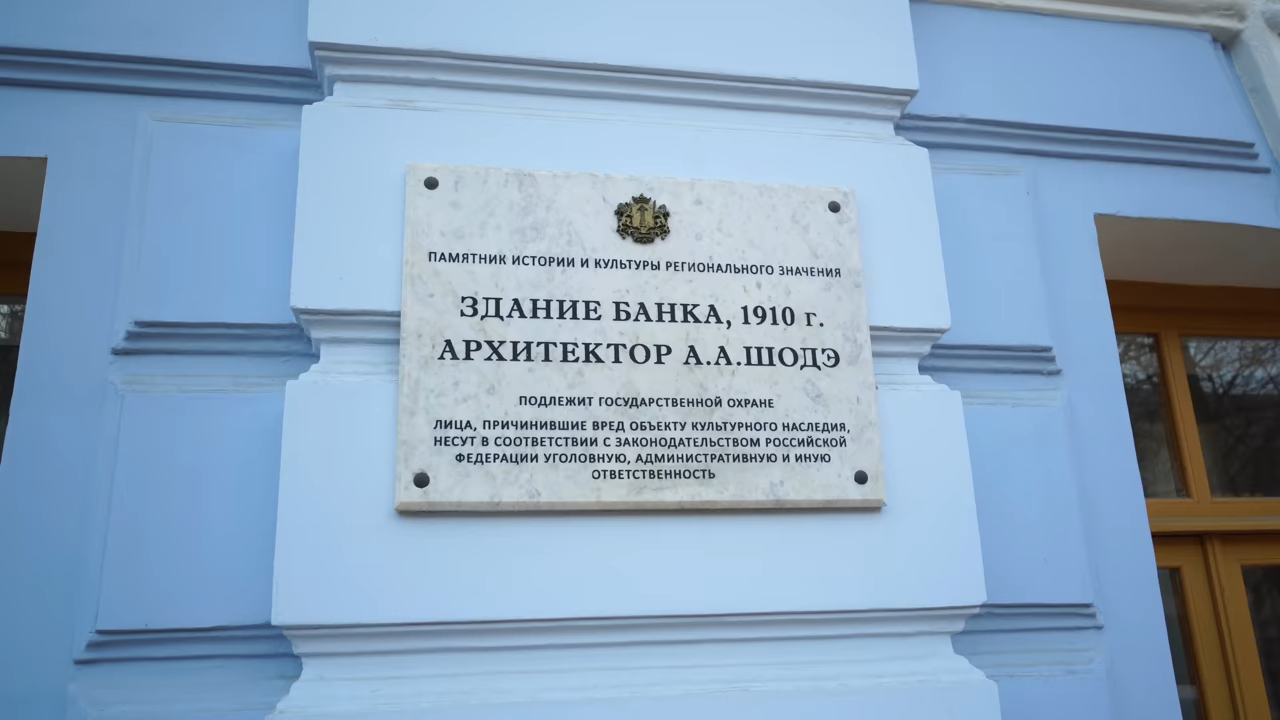 ПАМЯТНИК ИСТОРИИ И КУЛЬТУРЫ РЕГИОНАЛЬНОГО ЗНАЧЕНИЯ
ЗДАНИЕ БАНКА, 1910 г.
АРХИТЕКТОР А.А.ШОДЭ
ПОДЛЕЖИТ ГОСУДАРСТВЕННОЙ ОХРАНЕ
ЛИЦА, ПРИЧИНИВШИЕ ВРЕД ОБЪЕКТУ КУЛЬТУРНОГО НАСЛЕДИЯ,
НЕСУТ В СООТВЕТСТВИИ С ЗАКОНОДАТЕЛЬСТВОМ РОССИЙСКОЙ
ФЕДЕРАЦИИ УГОЛОВНУЮ, АДМИНИСТРАТИВНУЮ И ИНУЮ
ОТВЕТСТВЕННОСТЬ